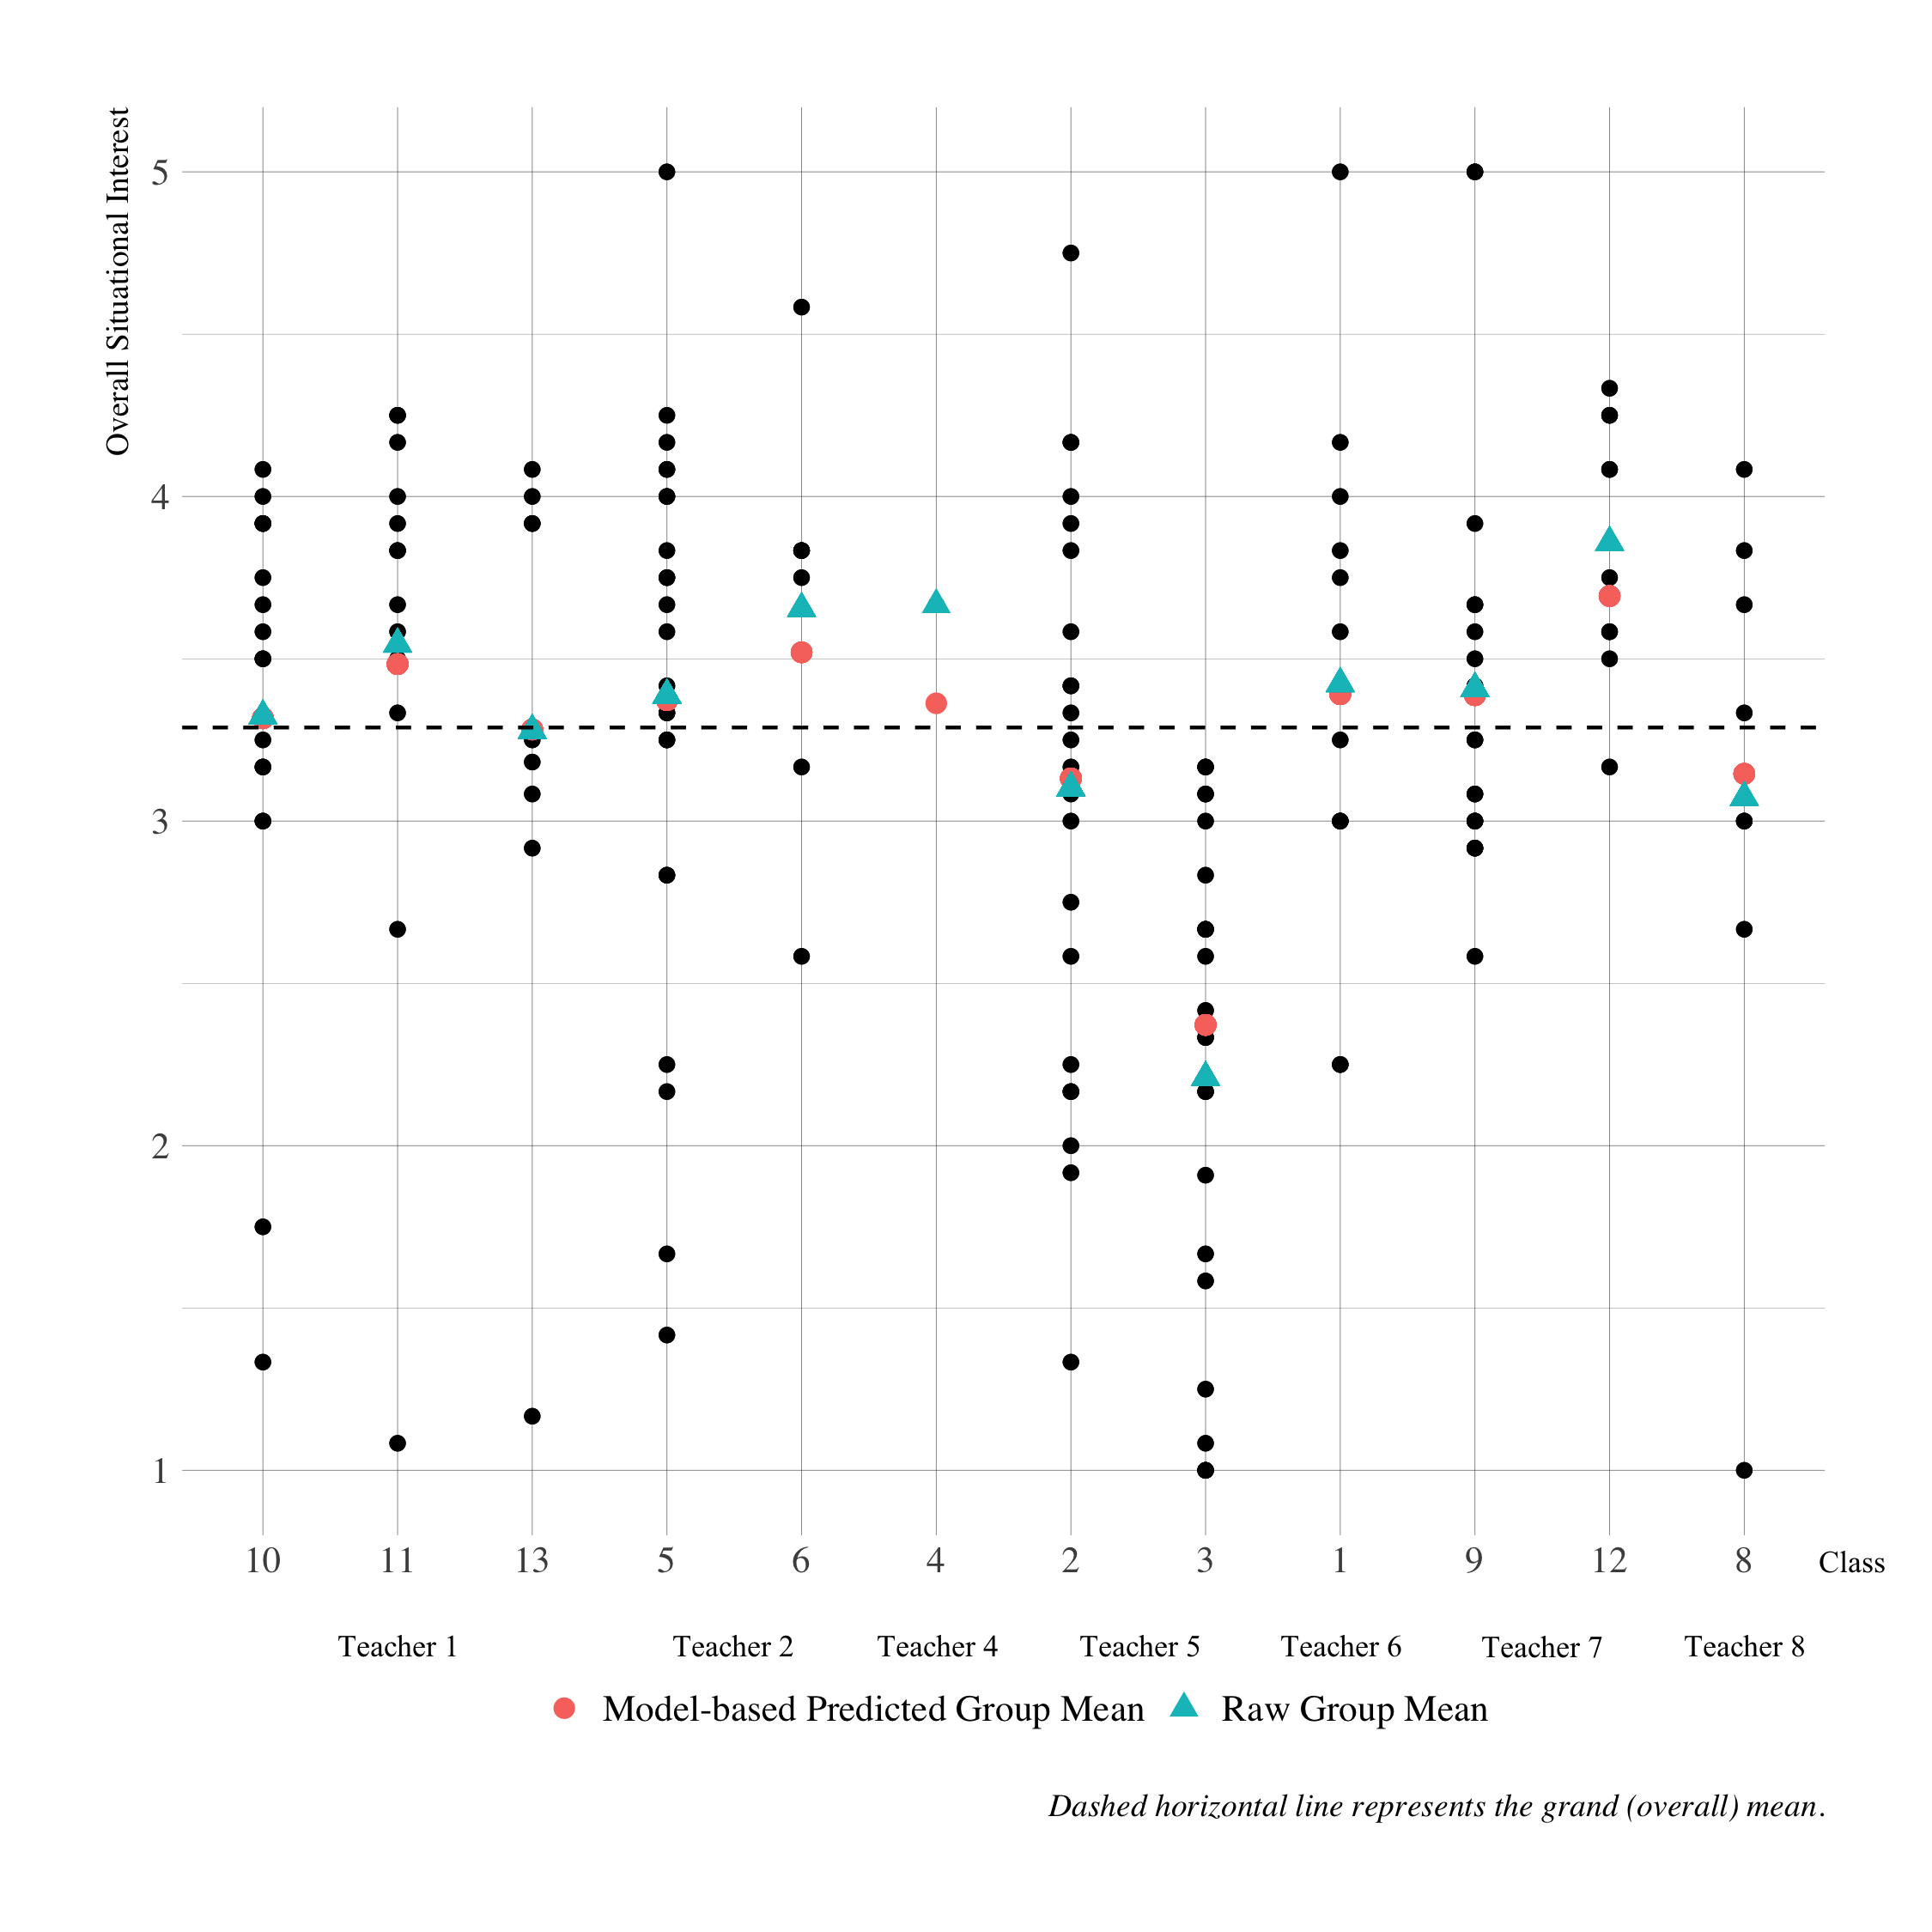 Overall Situational Interest
5
4
3
2
1
10 11 13 5 6 4 2 3 1 9 12 8 Class
Teacher 1 Teacher 2 Teacher 4 Teacher 5 Teacher 6 Teacher 7 Teacher 8
Model-based Predicted Group Mean Raw Group Mean
Dashed horizontal line represents the grand (overall) mean.